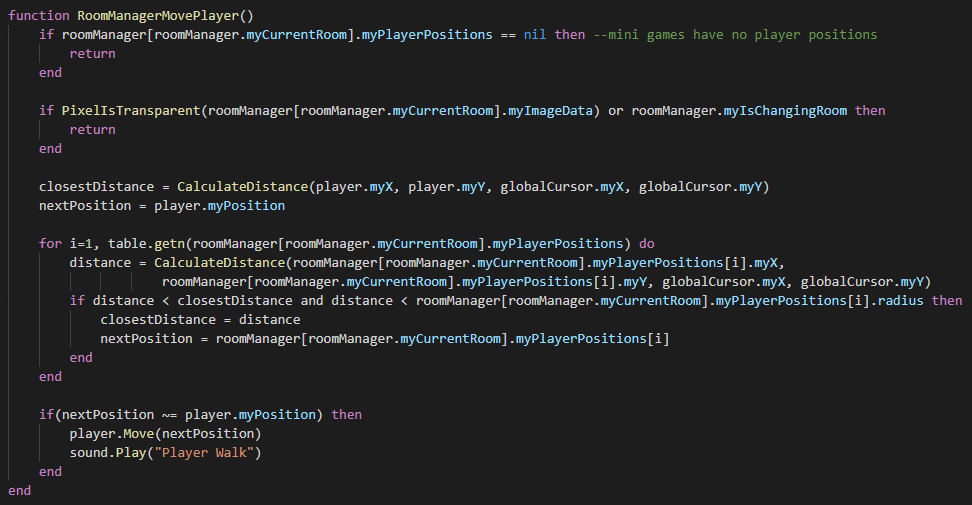 function RoomManagerMovePlayer()
    if roomManager[roomManager.myCurrentRoom].myPlayerPositions == nil then --mini games have no player positions
        return
    end

    if PixelIsTransparent(roomManager[roomManager.myCurrentRoom].myImageData) or roomManager.myIsChangingRoom then
        return
    end

    closestDistance = CalculateDistance(player.myX, player.myY, globalCursor.myX, globalCursor.myY)
    nextPosition = player.myPosition

    for i=1, table.getn(roomManager[roomManager.myCurrentRoom].myPlayerPositions) do
        distance = CalculateDistance(roomManager[roomManager.myCurrentRoom].myPlayerPositions[i].myX,
                    roomManager[roomManager.myCurrentRoom].myPlayerPositions[i].myY, globalCursor.myX, globalCursor.myY)
        if distance < closestDistance and distance < roomManager[roomManager.myCurrentRoom].myPlayerPositions[i].radius then
            closestDistance = distance
            nextPosition = roomManager[roomManager.myCurrentRoom].myPlayerPositions[i]
        end
    end

    if(nextPosition ~= player.myPosition) then
        player.Move(nextPosition)
        sound.Play("Player Walk")
    end
end